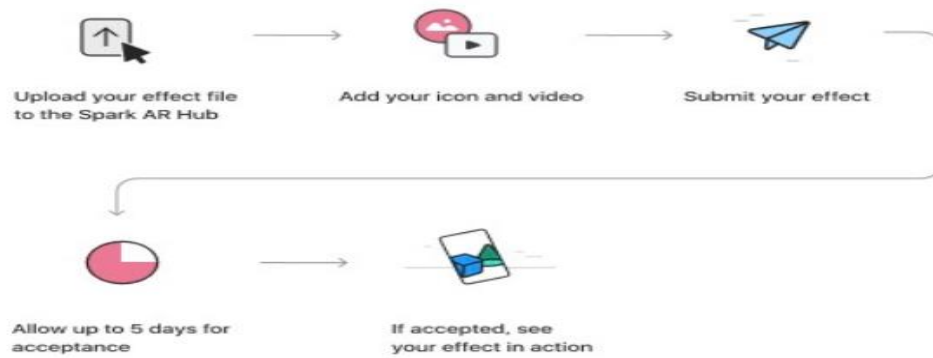 Upload your effect file
to the Spark AR Hub
Add your icon and video
Submit your effect
Allow up to 5 days for
acceptance
If accepted, see
your effect in action